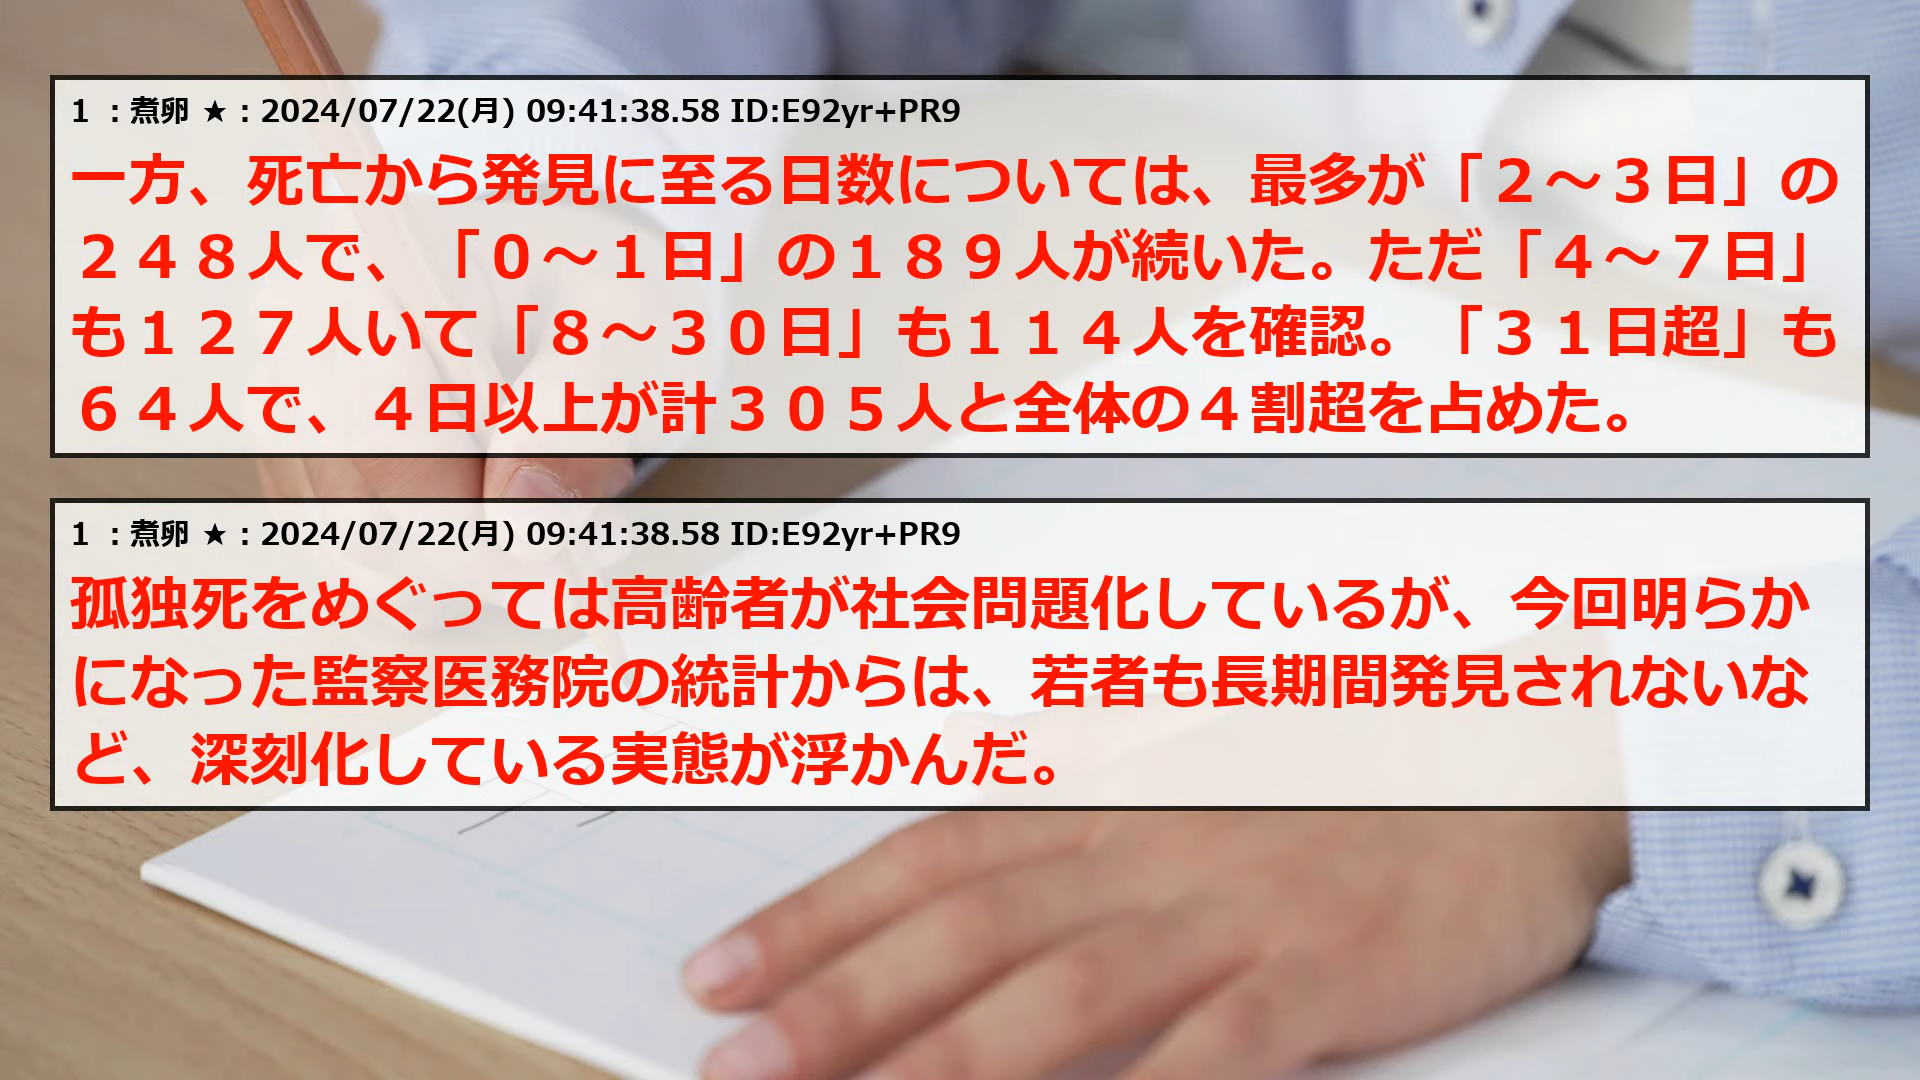 1 ：煮卵 ★：2024/07/22(月) 09:41:38.58 ID:E92yr+PR9
一方、死亡から発見に至る日数については、最多が「２～３日」の
２４８人で、「０～１日」の１８９人が続いた。ただ「４～７日」
も１２７人いて「８～３０日」も１１４人を確認。「３１日超」も
６４人で、４日以上が計３０５人と全体の４割超を占めた。
1 ：煮卵 ★：2024/07/22(月) 09:41:38.58 ID:E92yr+PR9
孤独死をめぐっては高齢者が社会問題化しているが、今回明らか
になった監察医務院の統計からは、若者も長期間発見されないな
ど、深刻化している実態が浮かんだ。